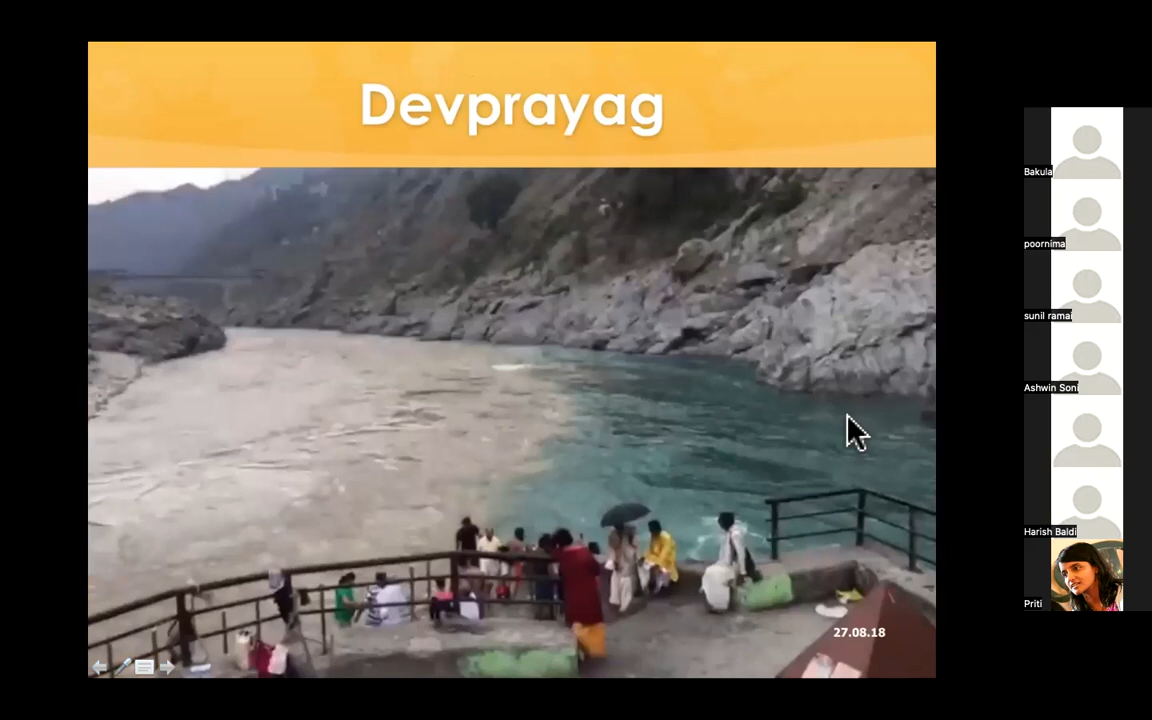 Devprayag
27.08.18
Bakula
poornima
sunil ramai
Ashwin Soni
Harish Baldi
Priti